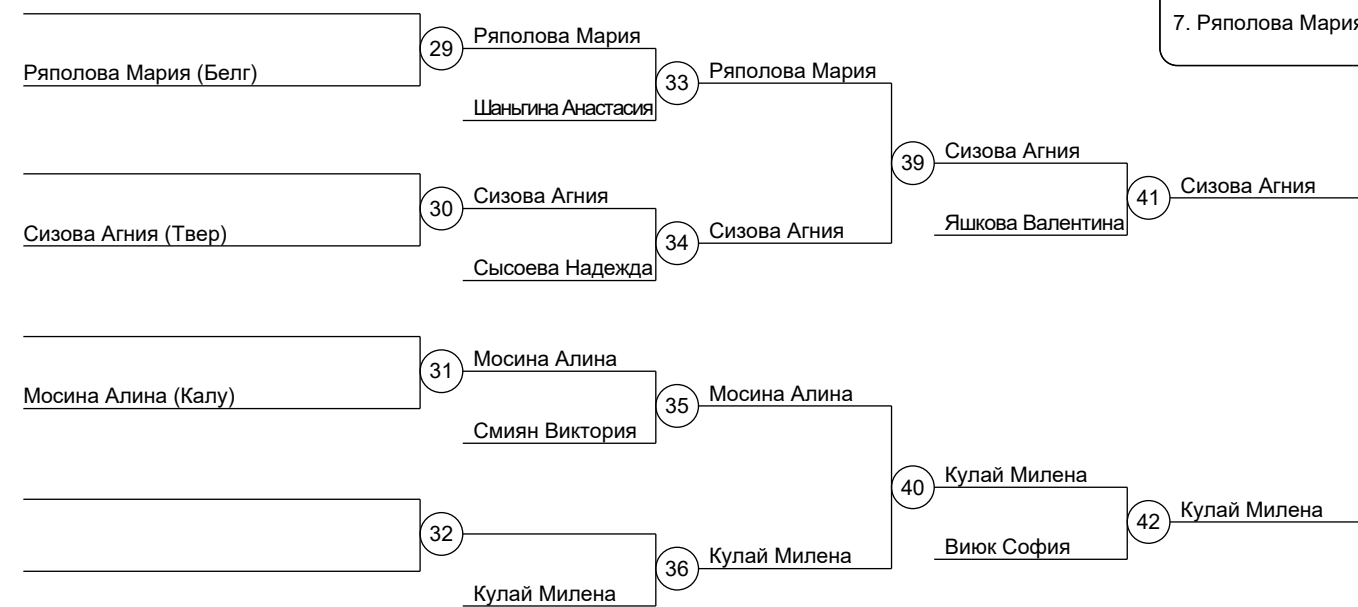 7. Ряполова Мария
29
Ряполова Мария
Ряполова Мария (Белг)
33
Ряполова Мария
Шаньгина Анастасия
39
Сизова Агния
30
Сизова Агния
41
Сизова Агния
Сизова Агния (Твер)
34
Сизова Агния
Яшкова Валентина
Сысоева Надежда
31
Мосина Алина
Мосина Алина (Калу)
35
Мосина Алина
Смиян Виктория
40
Кулай Милена
32
42
Кулай Милена
36
Кулай Милена
Виюк София
Кулай Милена